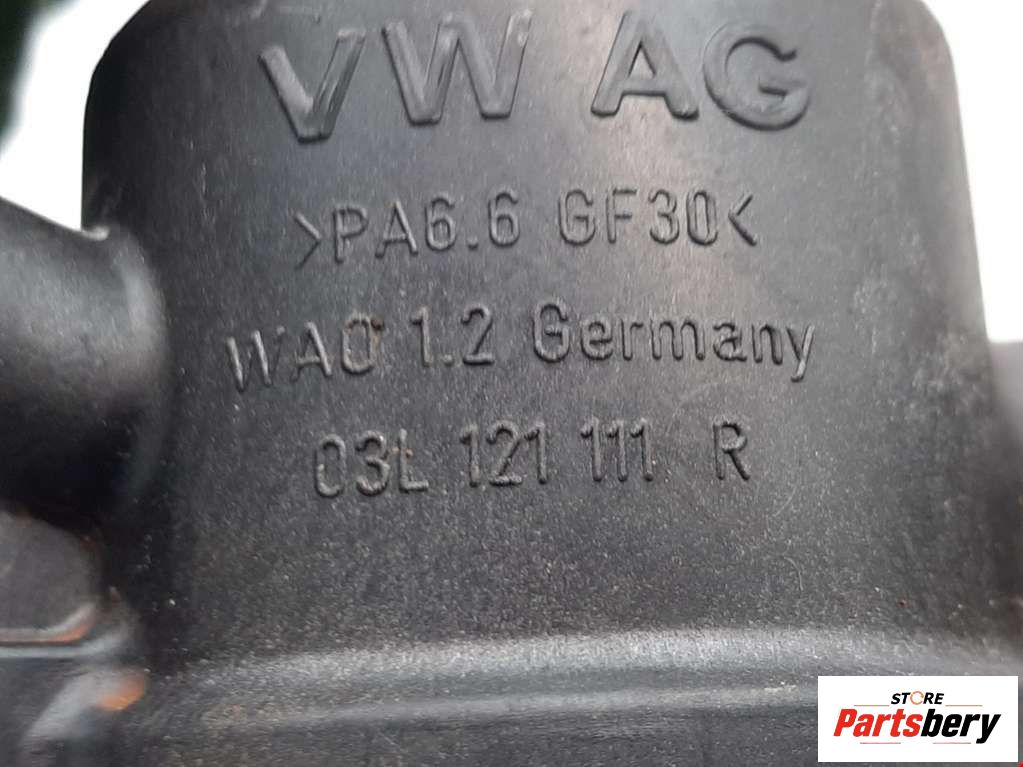 VW AG
>PA6.6 GF30<
WAO 1.2 Germany
03L 121 111 R
STORE
Partsbery